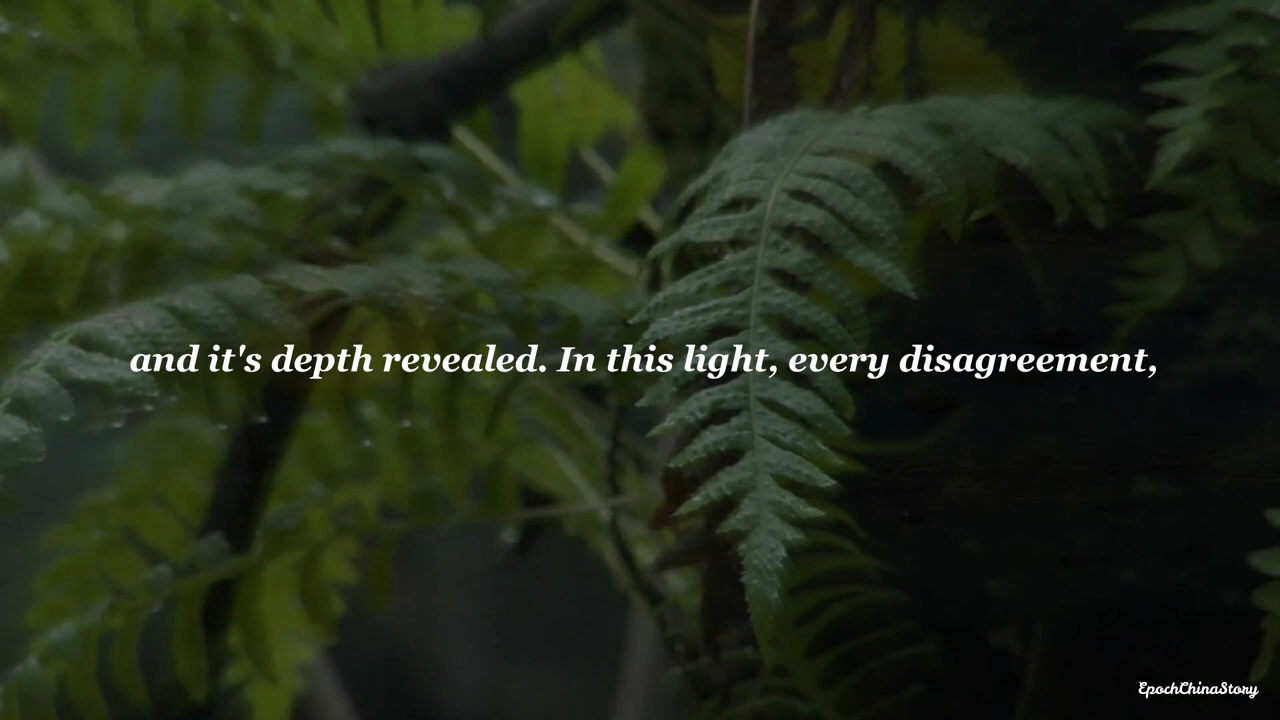 and it's depth revealed. In this light, every disagreement,
EpochChinaStory